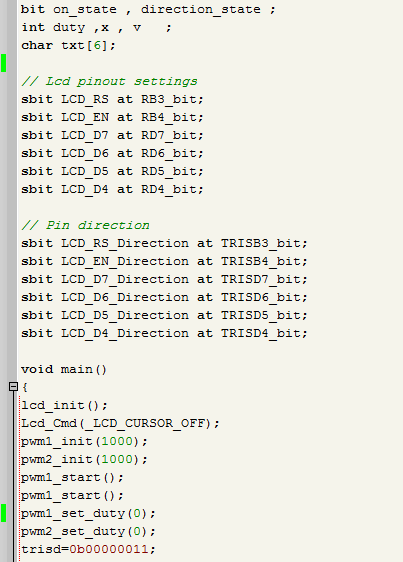 bit on_state , direction_state ;
int duty ,x , v   ;
char txt[6];
// Lcd pinout settings
sbit LCD_RS at RB3_bit;
sbit LCD_EN at RB4_bit;
sbit LCD_D7 at RD7_bit;
sbit LCD_D6 at RD6_bit;
sbit LCD_D5 at RD5_bit;
sbit LCD_D4 at RD4_bit;
// Pin direction
sbit LCD_RS_Direction at TRISB3_bit;
sbit LCD_EN_Direction at TRISB4_bit;
sbit LCD_D7_Direction at TRISD7_bit;
sbit LCD_D6_Direction at TRISD6_bit;
sbit LCD_D5_Direction at TRISD5_bit;
sbit LCD_D4_Direction at TRISD4_bit;
void main()
{
lcd_init();
Lcd_Cmd(_LCD_CURSOR_OFF);
pwm1_init(1000);
pwm2_init(1000);
pwm1_start();
pwm1_start();
pwm1_set_duty(0);
pwm2_set_duty(0);
trisd=0b00000011;